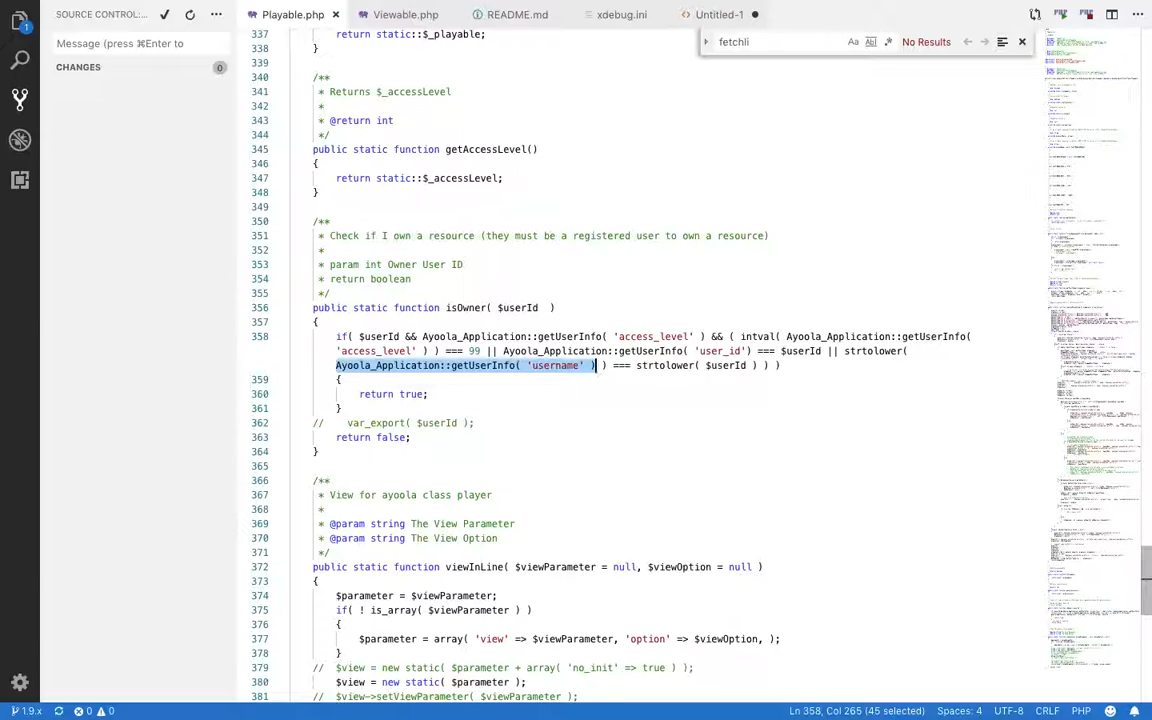 SOURCE CONTROL:... Playable.php × Viewable.php README.md xdebug.ini Untitled-1
Message (press ⌘Enter to
CHANGES 0
1
fetchli Aa Abl .* No Results
337 return static::$_playable;
338 }
339
340 /**
341 * Returns $_accessLevel
342 *
343 * @return int
344 */
345 public static function getAccessLevel()
346 {
347 return static::$_accessLevel;
348 }
349
350 /**
351 * Check if I own a resource (they must be a registered user to own a resource)
352 *
353 * param int Owner User ID
354 * return boolean
355 */
356 public static function isOwner( $userId  )
357 {
358 if( $userId && Ayoola_Application::getUserInfo( 'access_level' ) && ( intval( Ayoola_Application::getUserInfo(
'access_level' ) ) === 99 || Ayoola_Application::getUserInfo( 'user_id') === $userId || strtolower(
Ayoola_Application::getUserInfo( 'username' ) ) === strtolower( $userId ) ) )
359 {
360 return true;
361 }
362 // var_export( $userId );
363 return false;
364 }
365
366 /**
367 * View for ayoola class player
368 *
369 * @param string The View Parameter
370 * @param string The View Option
371 */
372 public static function viewInLine( $viewParameter = null, $viewOption = null )
373 {
374 $parameter = $viewParameter;
375 if( ! is_array( $viewParameter ) )
376 {
377 $parameter = array( 'view' => $viewParameter, 'option' => $viewOption, );
378 }
379 // $view = new static( $parameter + array( 'no_init' => true ) );
380 $view = new static( $parameter );
381 // $view->setViewParameter( $viewParameter );
1.9.x 0 0 Ln 358, Col 265 (45 selected) Spaces: 4 UTF-8 CRLF PHP